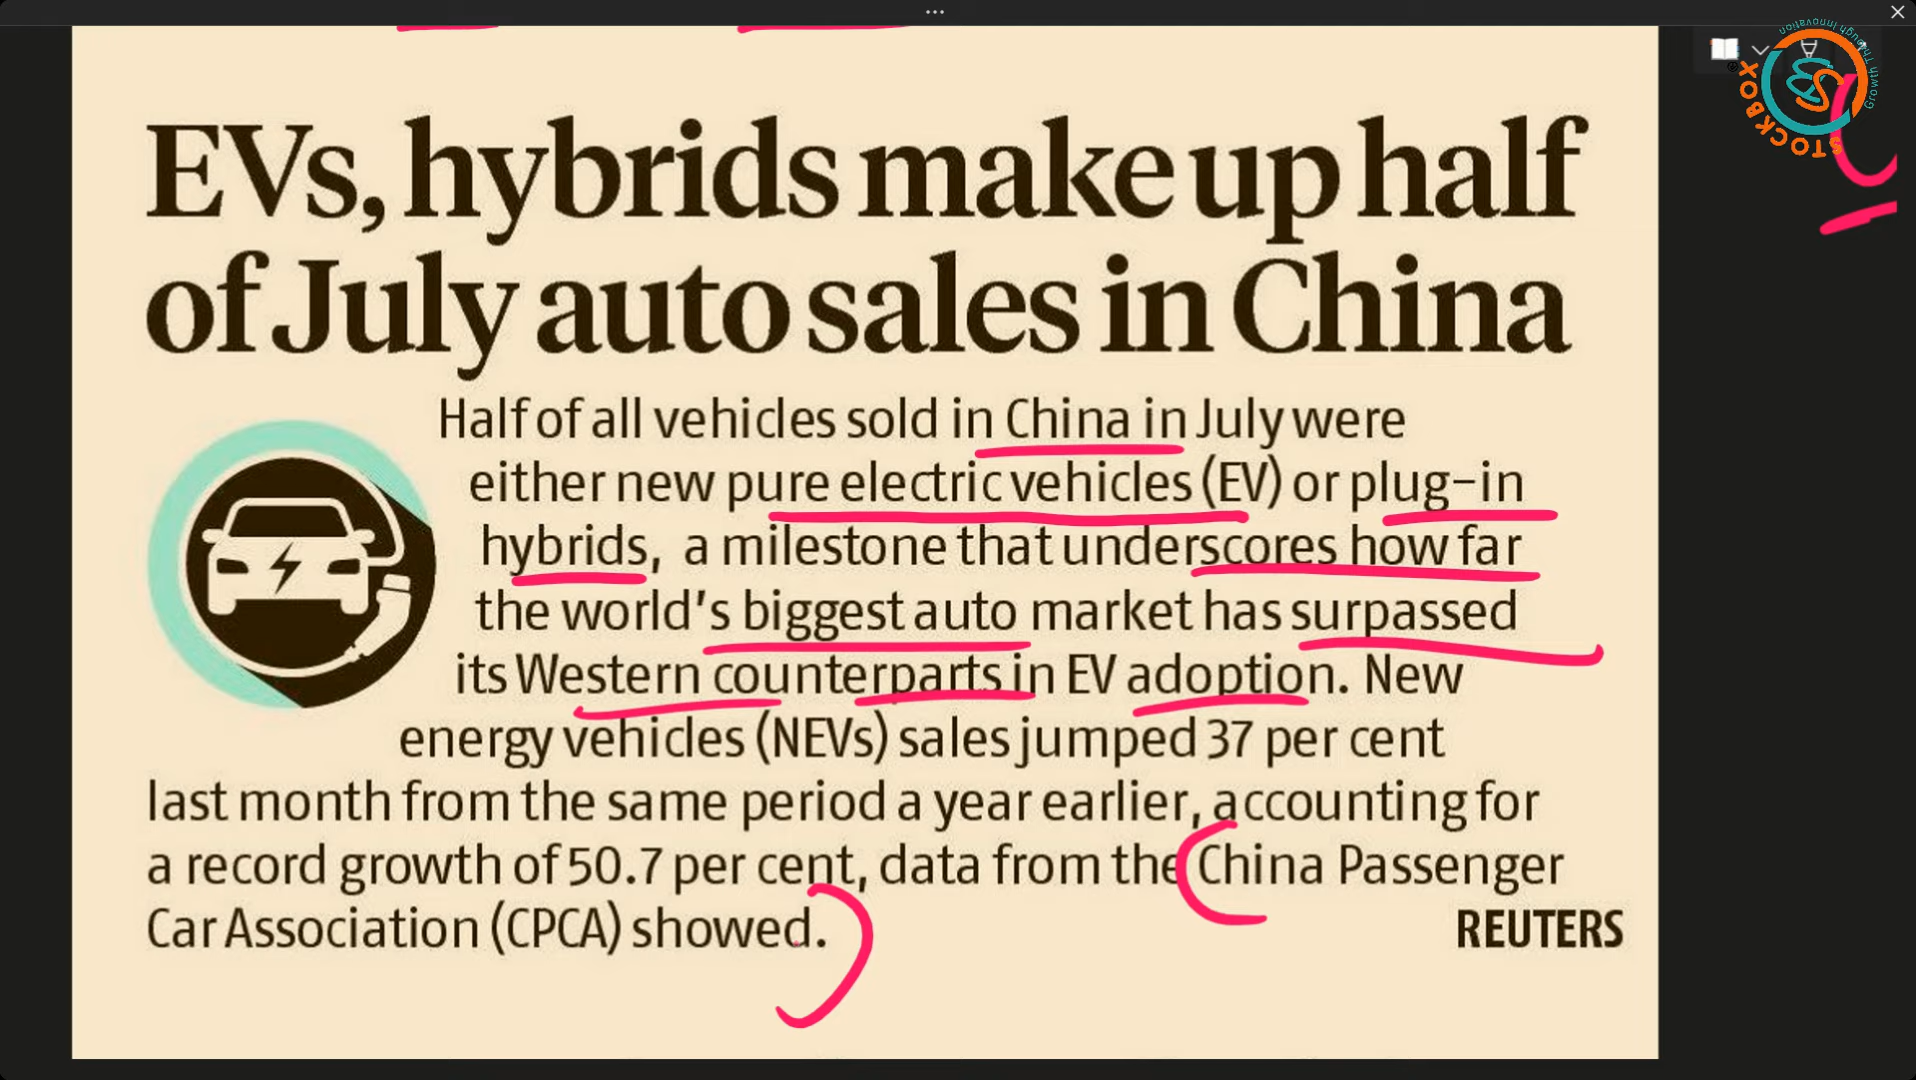 EVs, hybrids make up half
of July auto sales in China
Half of all vehicles sold in China in July were
either new pure electric vehicles (EV) or plug-in
hybrids, a milestone that underscores how far
the world's biggest auto market has surpassed
its Western counterparts in EV adoption. New
energy vehicles (NEVs) sales jumped 37 per cent
last month from the same period a year earlier, accounting for
a record growth of 50.7 per cent, data from the China Passenger
Car Association (CPCA) showed.
REUTERS
STOCKBOX
Growth Through Innovation